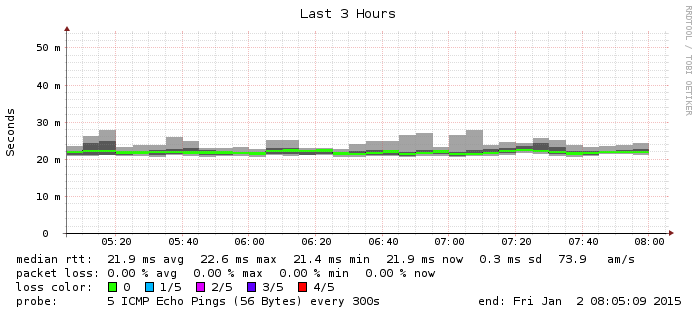 Last 3 Hours
RRDTOOL / TOBI OETIKER
Seconds
50 m
40 m
30 m
20 m
10 m
0
05:20 05:40 06:00 06:20 06:40 07:00 07:20 07:40 08:00
median rtt: 21.9 ms avg 22.6 ms max 21.4 ms min 21.9 ms now 0.3 ms sd 73.9 am/s
packet loss: 0.00 % avg 0.00 % max 0.00 % min 0.00 % now
loss color: 0 1/5 2/5 3/5 4/5
probe: 5 ICMP Echo Pings (56 Bytes) every 300s end: Fri Jan 2 08:05:09 2015